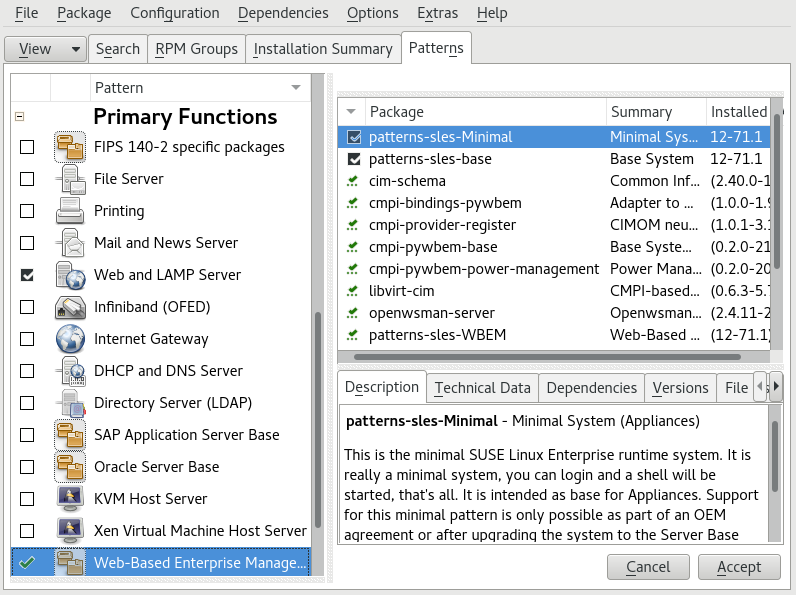 File Package Configuration Dependencies Options Extras Help
View Search RPM Groups Installation Summary Patterns
Pattern
Primary Functions
FIPS 140-2 specific packages
File Server
Printing
Mail and News Server
Web and LAMP Server
Infiniband (OFED)
Internet Gateway
DHCP and DNS Server
Directory Server (LDAP)
SAP Application Server Base
Oracle Server Base
KVM Host Server
Xen Virtual Machine Host Server
Web-Based Enterprise Manage...
Package Summary Installed
patterns-sles-Minimal Minimal Sys... 12-71.1
patterns-sles-base Base System 12-71.1
cim-schema Common Inf... (2.40.0-1
cmpi-bindings-pywbem Adapter to ... (1.0.0-1.9
cmpi-provider-register CIMOM neu... (1.0.1-3.1
cmpi-pywbem-base Base Syste... (0.2.0-21
cmpi-pywbem-power-management Power Mana... (0.2.0-20
libvirt-cim CMPI-based... (0.6.3-5.7
openwsman-server Openwsman... (2.4.11-2
patterns-sles-WBEM Web-Based ... (12-71.1)
Description Technical Data Dependencies Versions File
patterns-sles-Minimal - Minimal System (Appliances)
This is the minimal SUSE Linux Enterprise runtime system. It is
really a minimal system, you can login and a shell will be
started, that's all. It is intended as base for Appliances. Support
for this minimal pattern is only possible as part of an OEM
agreement or after upgrading the system to the Server Base
Cancel Accept